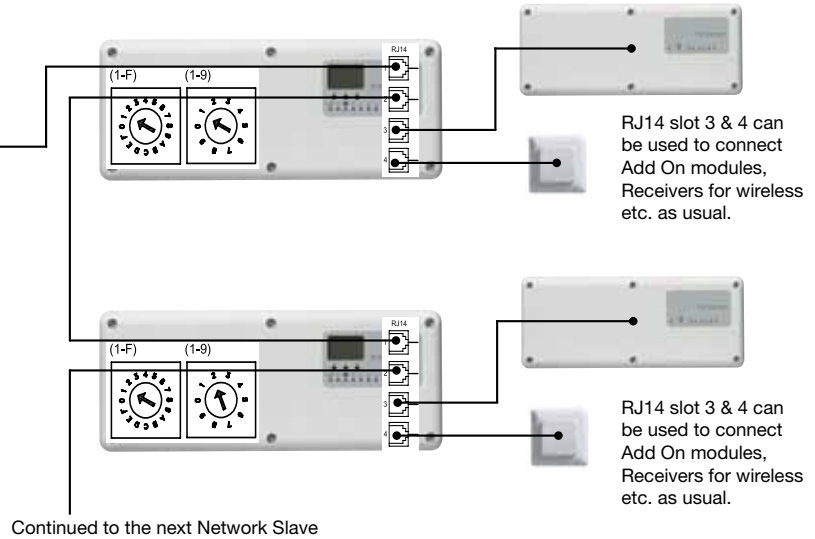 RJ14
(1-F) (1-9)
1
2
3
4
RJ14 slot 3 & 4 can
be used to connect
Add On modules,
Receivers for wireless
etc. as usual.
RJ14
(1-F) (1-9)
1
2
3
4
RJ14 slot 3 & 4 can
be used to connect
Add On modules,
Receivers for wireless
etc. as usual.
Continued to the next Network Slave